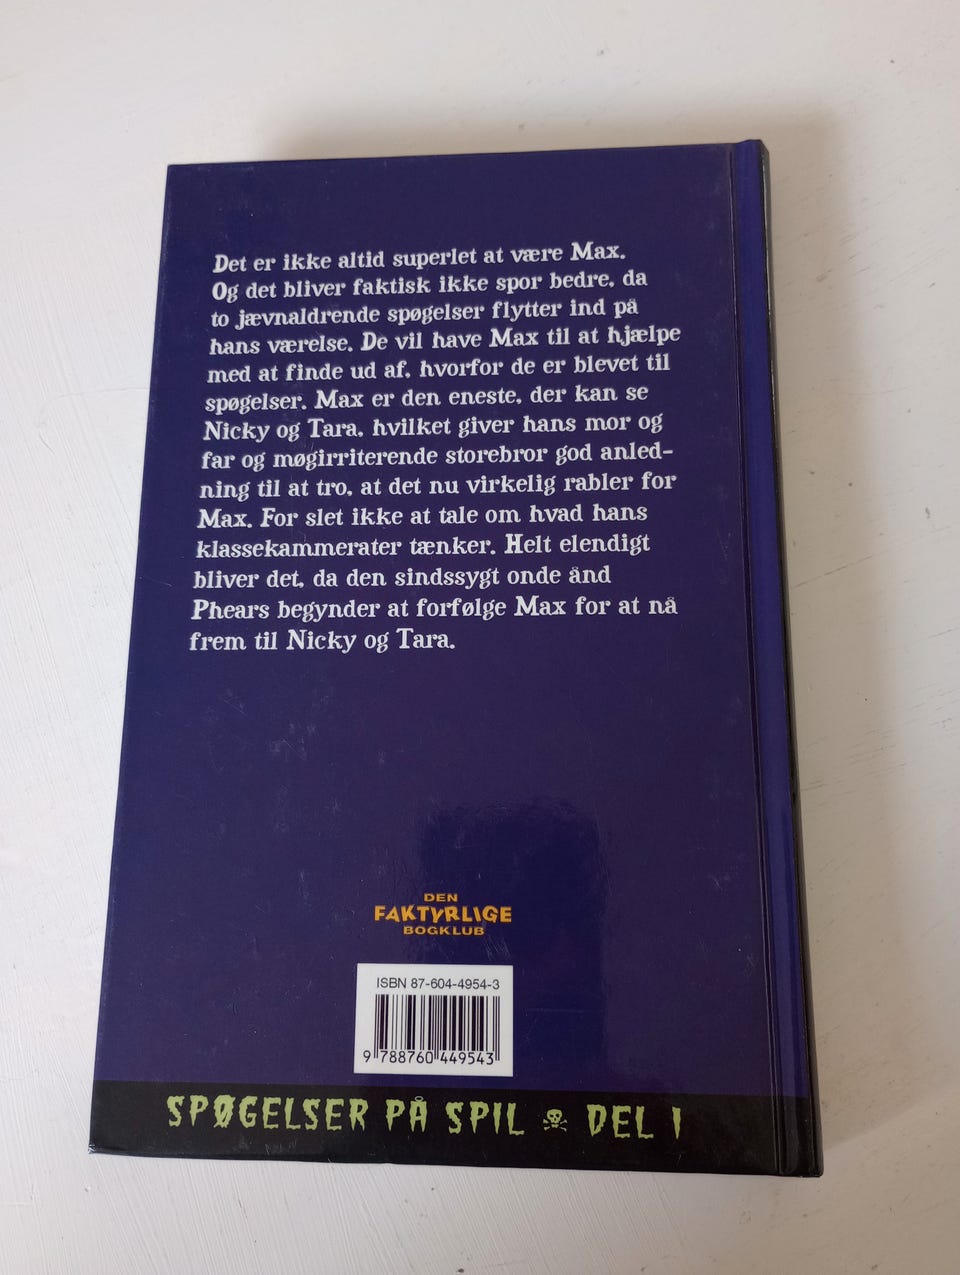 Det er ikke altid superlet at være Max.
Og det bliver faktisk ikke spor bedre, da
to jævnaldrende spøgelser flytter ind på
hans værelse. De vil have Max til at hjælpe
med at finde ud af, hvorfor de er blevet til
spøgelser. Max er den eneste, der kan se
Nicky og Tara, hvilket giver hans mor og
far og møgirriterende storebror god anled-
ning til at tro, at det nu virkelig rabler for
Max. For slet ikke at tale om hvad hans
klassekammerater tænker. Helt elendigt
bliver det, da den sindssygt onde ånd
Phears begynder at forfølge Max for at nå
frem til Nicky og Tara.
DEN
FAKTYRLIGE
BOGKLUB
ISBN 87-604-4954-3
9 788760 449543
SPØGELSER PÅ SPIL DEL 1